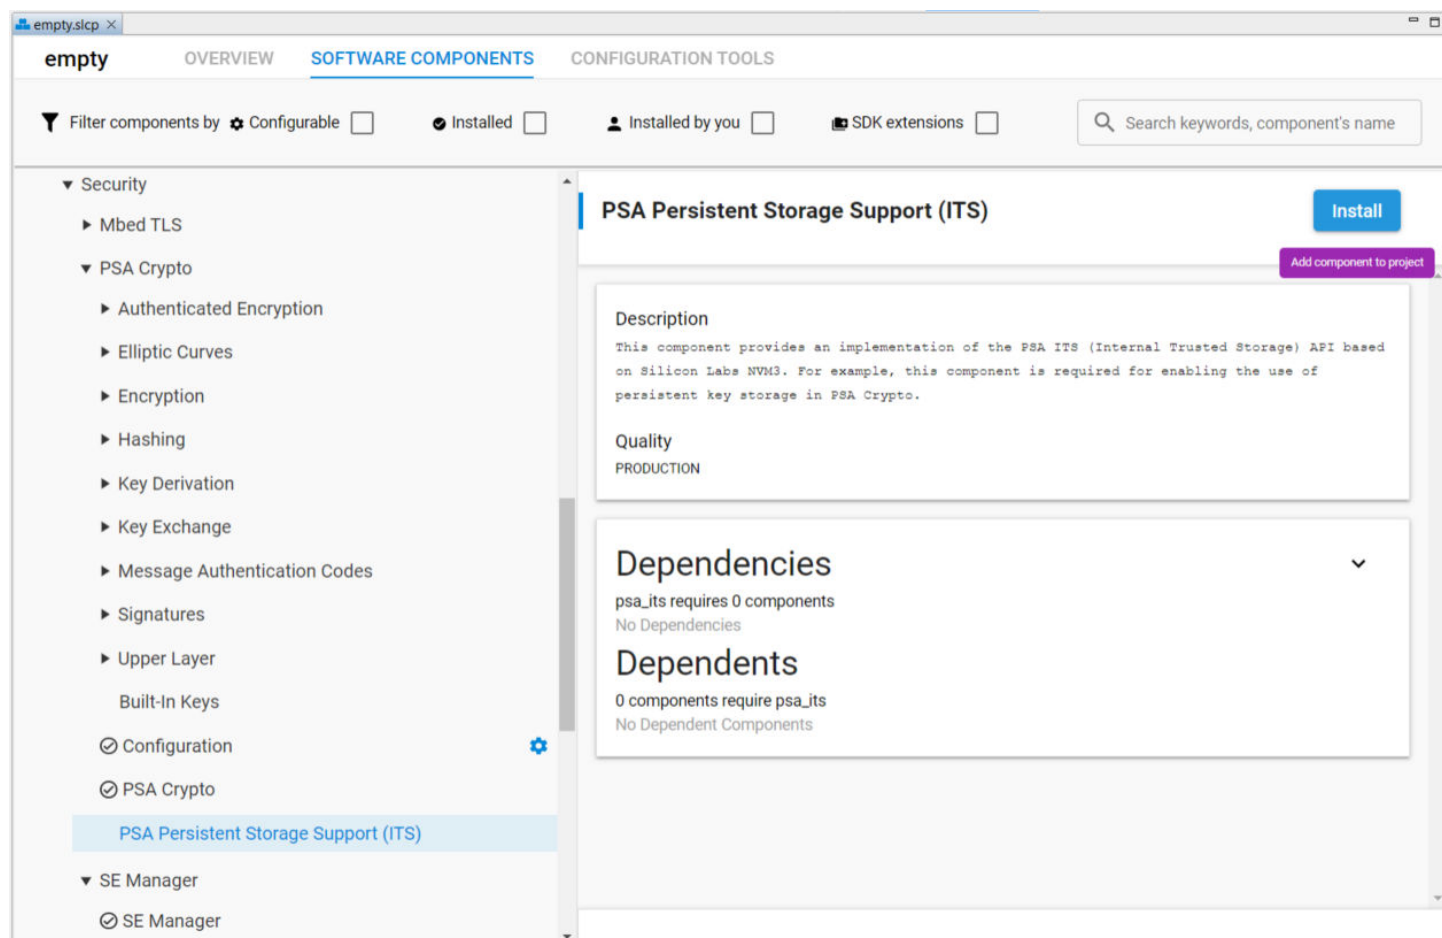 empty.slcp
empty OVERVIEW SOFTWARE COMPONENTS CONFIGURATION TOOLS
Filter components by Configurable Installed Installed by you SDK extensions Search keywords, component's name
Security
Mbed TLS
PSA Crypto
Authenticated Encryption
Elliptic Curves
Encryption
Hashing
Key Derivation
Key Exchange
Message Authentication Codes
Signatures
Upper Layer
Built-In Keys
Configuration
PSA Crypto
PSA Persistent Storage Support (ITS)
SE Manager
SE Manager
PSA Persistent Storage Support (ITS)
Install
Add component to project
Description
This component provides an implementation of the PSA ITS (Internal Trusted Storage) API based
on Silicon Labs NVM3. For example, this component is required for enabling the use of
persistent key storage in PSA Crypto.
Quality
PRODUCTION
Dependencies
psa_its requires 0 components
No Dependencies
Dependents
0 components require psa_its
No Dependent Components